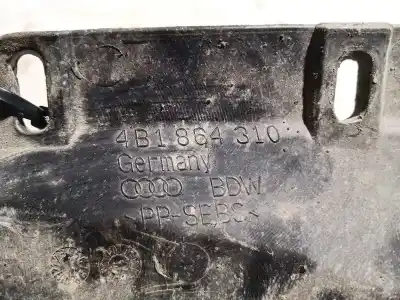 4B1 864 310
Germany
BDW
>PP-SEBS<